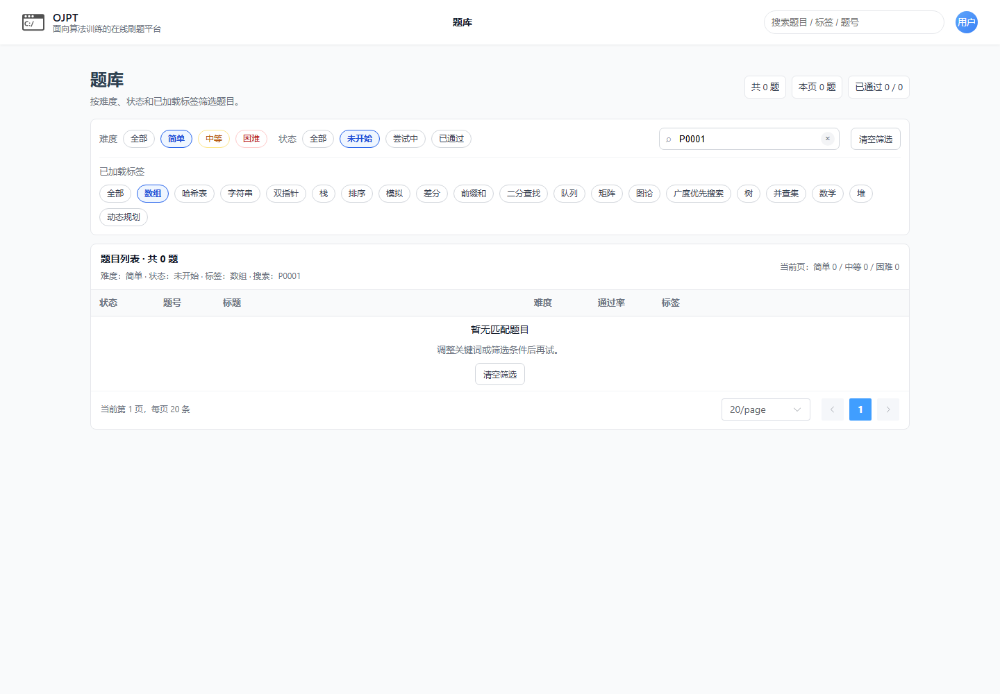 OJPT
面向算法训练的在线刷题平台
题库
搜索题目 / 标签 / 题号
用户
题库
按难度、状态和已加载标签筛选题目。
共 0 题
本页 0 题
已通过 0 / 0
难度 全部 简单 中等 困难 状态 全部 未开始 尝试中 已通过
P0001
清空筛选
已加载标签
全部 数组 哈希表 字符串 双指针 栈 排序 模拟 差分 前缀和 二分查找 队列 矩阵 图论 广度优先搜索 树 并查集 数学 堆
动态规划
题目列表 · 共 0 题
难度：简单 · 状态：未开始 · 标签：数组 · 搜索：P0001
当前页：简单 0 / 中等 0 / 困难 0
状态 题号 标题 难度 通过率 标签
暂无匹配题目
调整关键词或筛选条件后再试。
清空筛选
当前第 1 页，每页 20 条
20/page
1